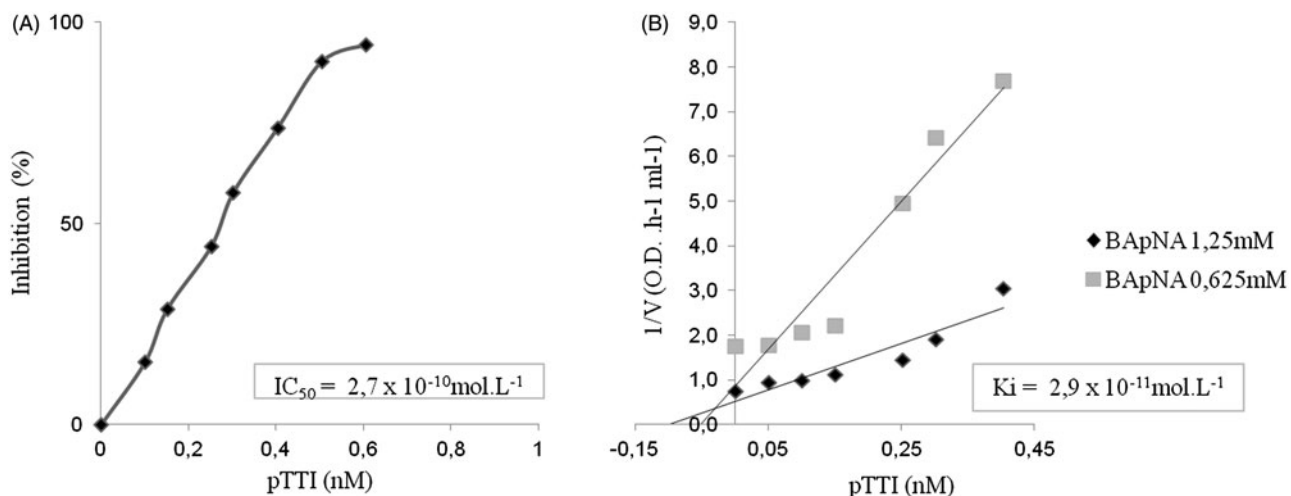 (A)
100
50
0
Inhibition (%)
0
0,2
0,4
0,6
0,8
1
pTTI (nM)
IC50 = 2,7 x 10-10mol.L-1
(B)
9,0
8,0
7,0
6,0
5,0
4,0
3,0
2,0
1,0
0,0
1/V (O.D. .h-1 ml-1)
-0,15
0,05
0,25
0,45
pTTI (nM)
BApNA 1,25mM
BApNA 0,625mM
Ki = 2,9 x 10-11mol.L-1